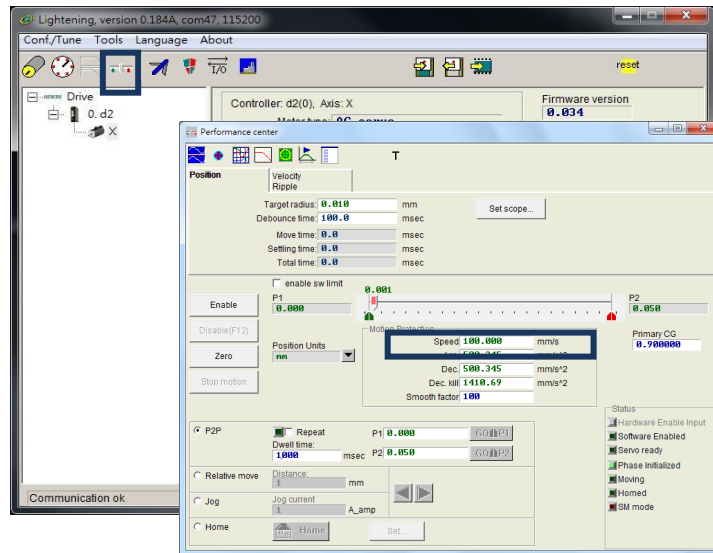 Lightening, version 0.184A, com47, 115200
Conf./Tune Tools Language About
I/O
reset
HIWIN Drive
0. d2
X
Controller: d2(0), Axis: X
Firmware version
0.034
Performance center
T
Position
Velocity
Ripple
Target radius: 0.010 mm
Set scope...
Debounce time: 100.0 msec
Move time: 0.0 msec
Settling time: 0.0 msec
Total time: 0.0 msec
enable sw limit
0.001
P1
0.000
P2
0.050
Enable
Disable(F12)
Zero
Stop motion
Position Units
mm
Motion Protection
Speed 100.000 mm/s
Primary CG
0.900000
Dec. 500.345 mm/s^2
Dec. kill 1410.69 mm/s^2
Smooth factor 100
P2P
Repeat
P1 0.000 GO P1
Dwell time:
1000 msec P2 0.050 GO P2
Relative move
Distance:
1 mm
Jog
Jog current
1 A_amp
Home
Home
Set...
Status
Hardware Enable Input
Software Enabled
Servo ready
Phase Initialized
Moving
Homed
SM mode
Communication ok